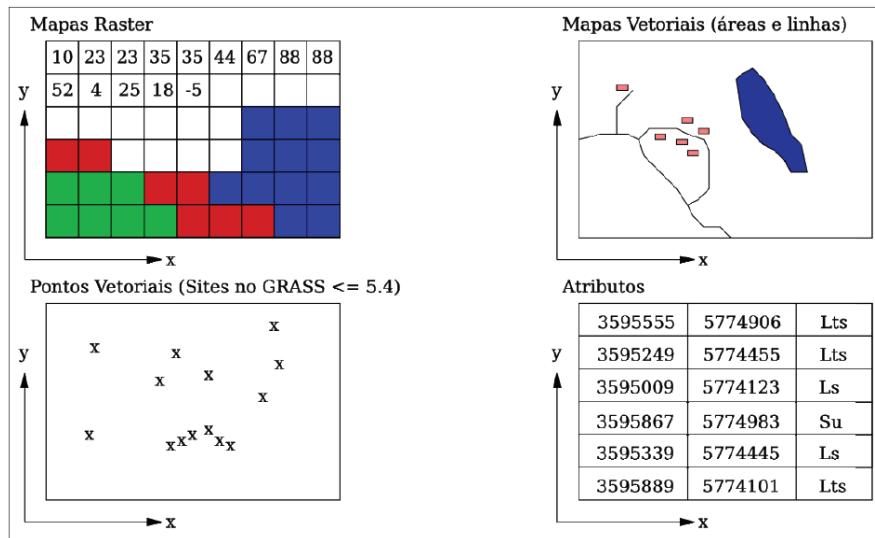 Mapas Raster
10 23 23 35 35 44 67 88 88
52 4 25 18 -5
y
x
Mapas Vetoriais (áreas e linhas)
y
x
Pontos Vetoriais (Sites no GRASS <= 5.4)
x
x
x
x
x
x
x
x
x
x
x
x
x
x
y
x
Atributos
3595555 5774906 Lts
3595249 5774455 Lts
3595009 5774123 Ls
3595867 5774983 Su
3595339 5774445 Ls
3595889 5774101 Lts
y
x